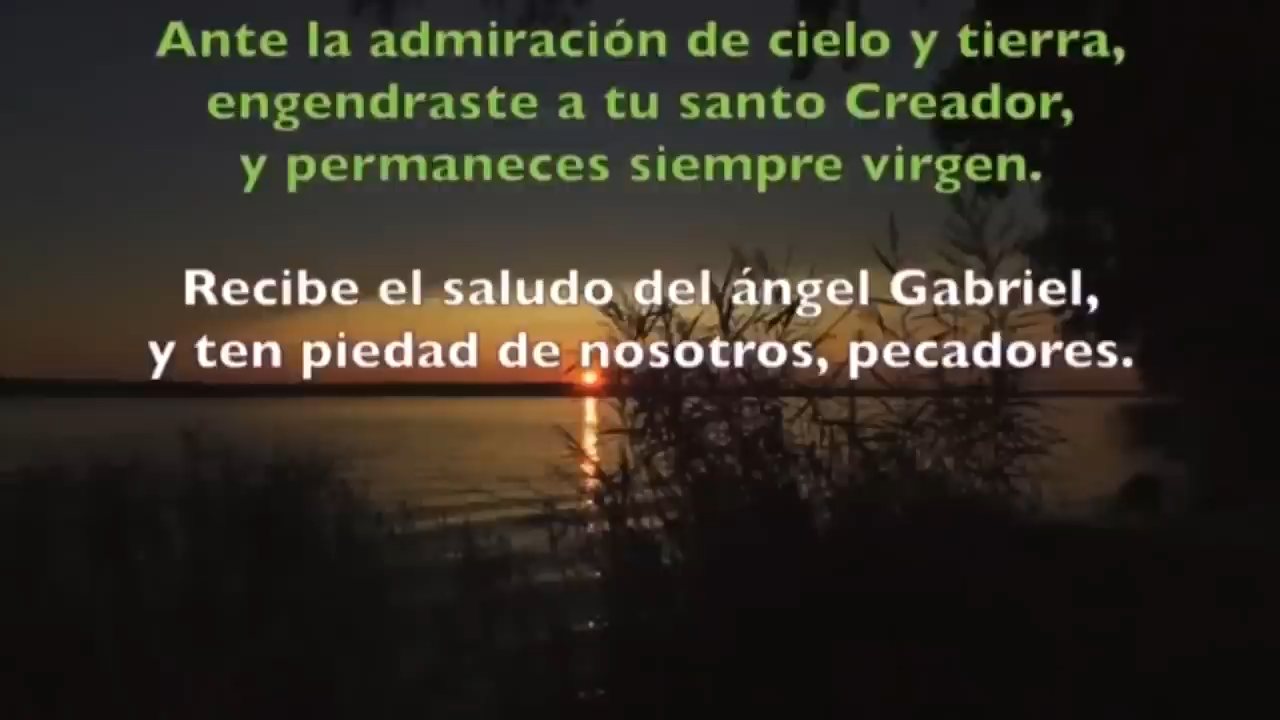 Ante la admiración de cielo y tierra,
engendraste a tu santo Creador,
y permaneces siempre virgen.
Recibe el saludo del ángel Gabriel,
y ten piedad de nosotros, pecadores.